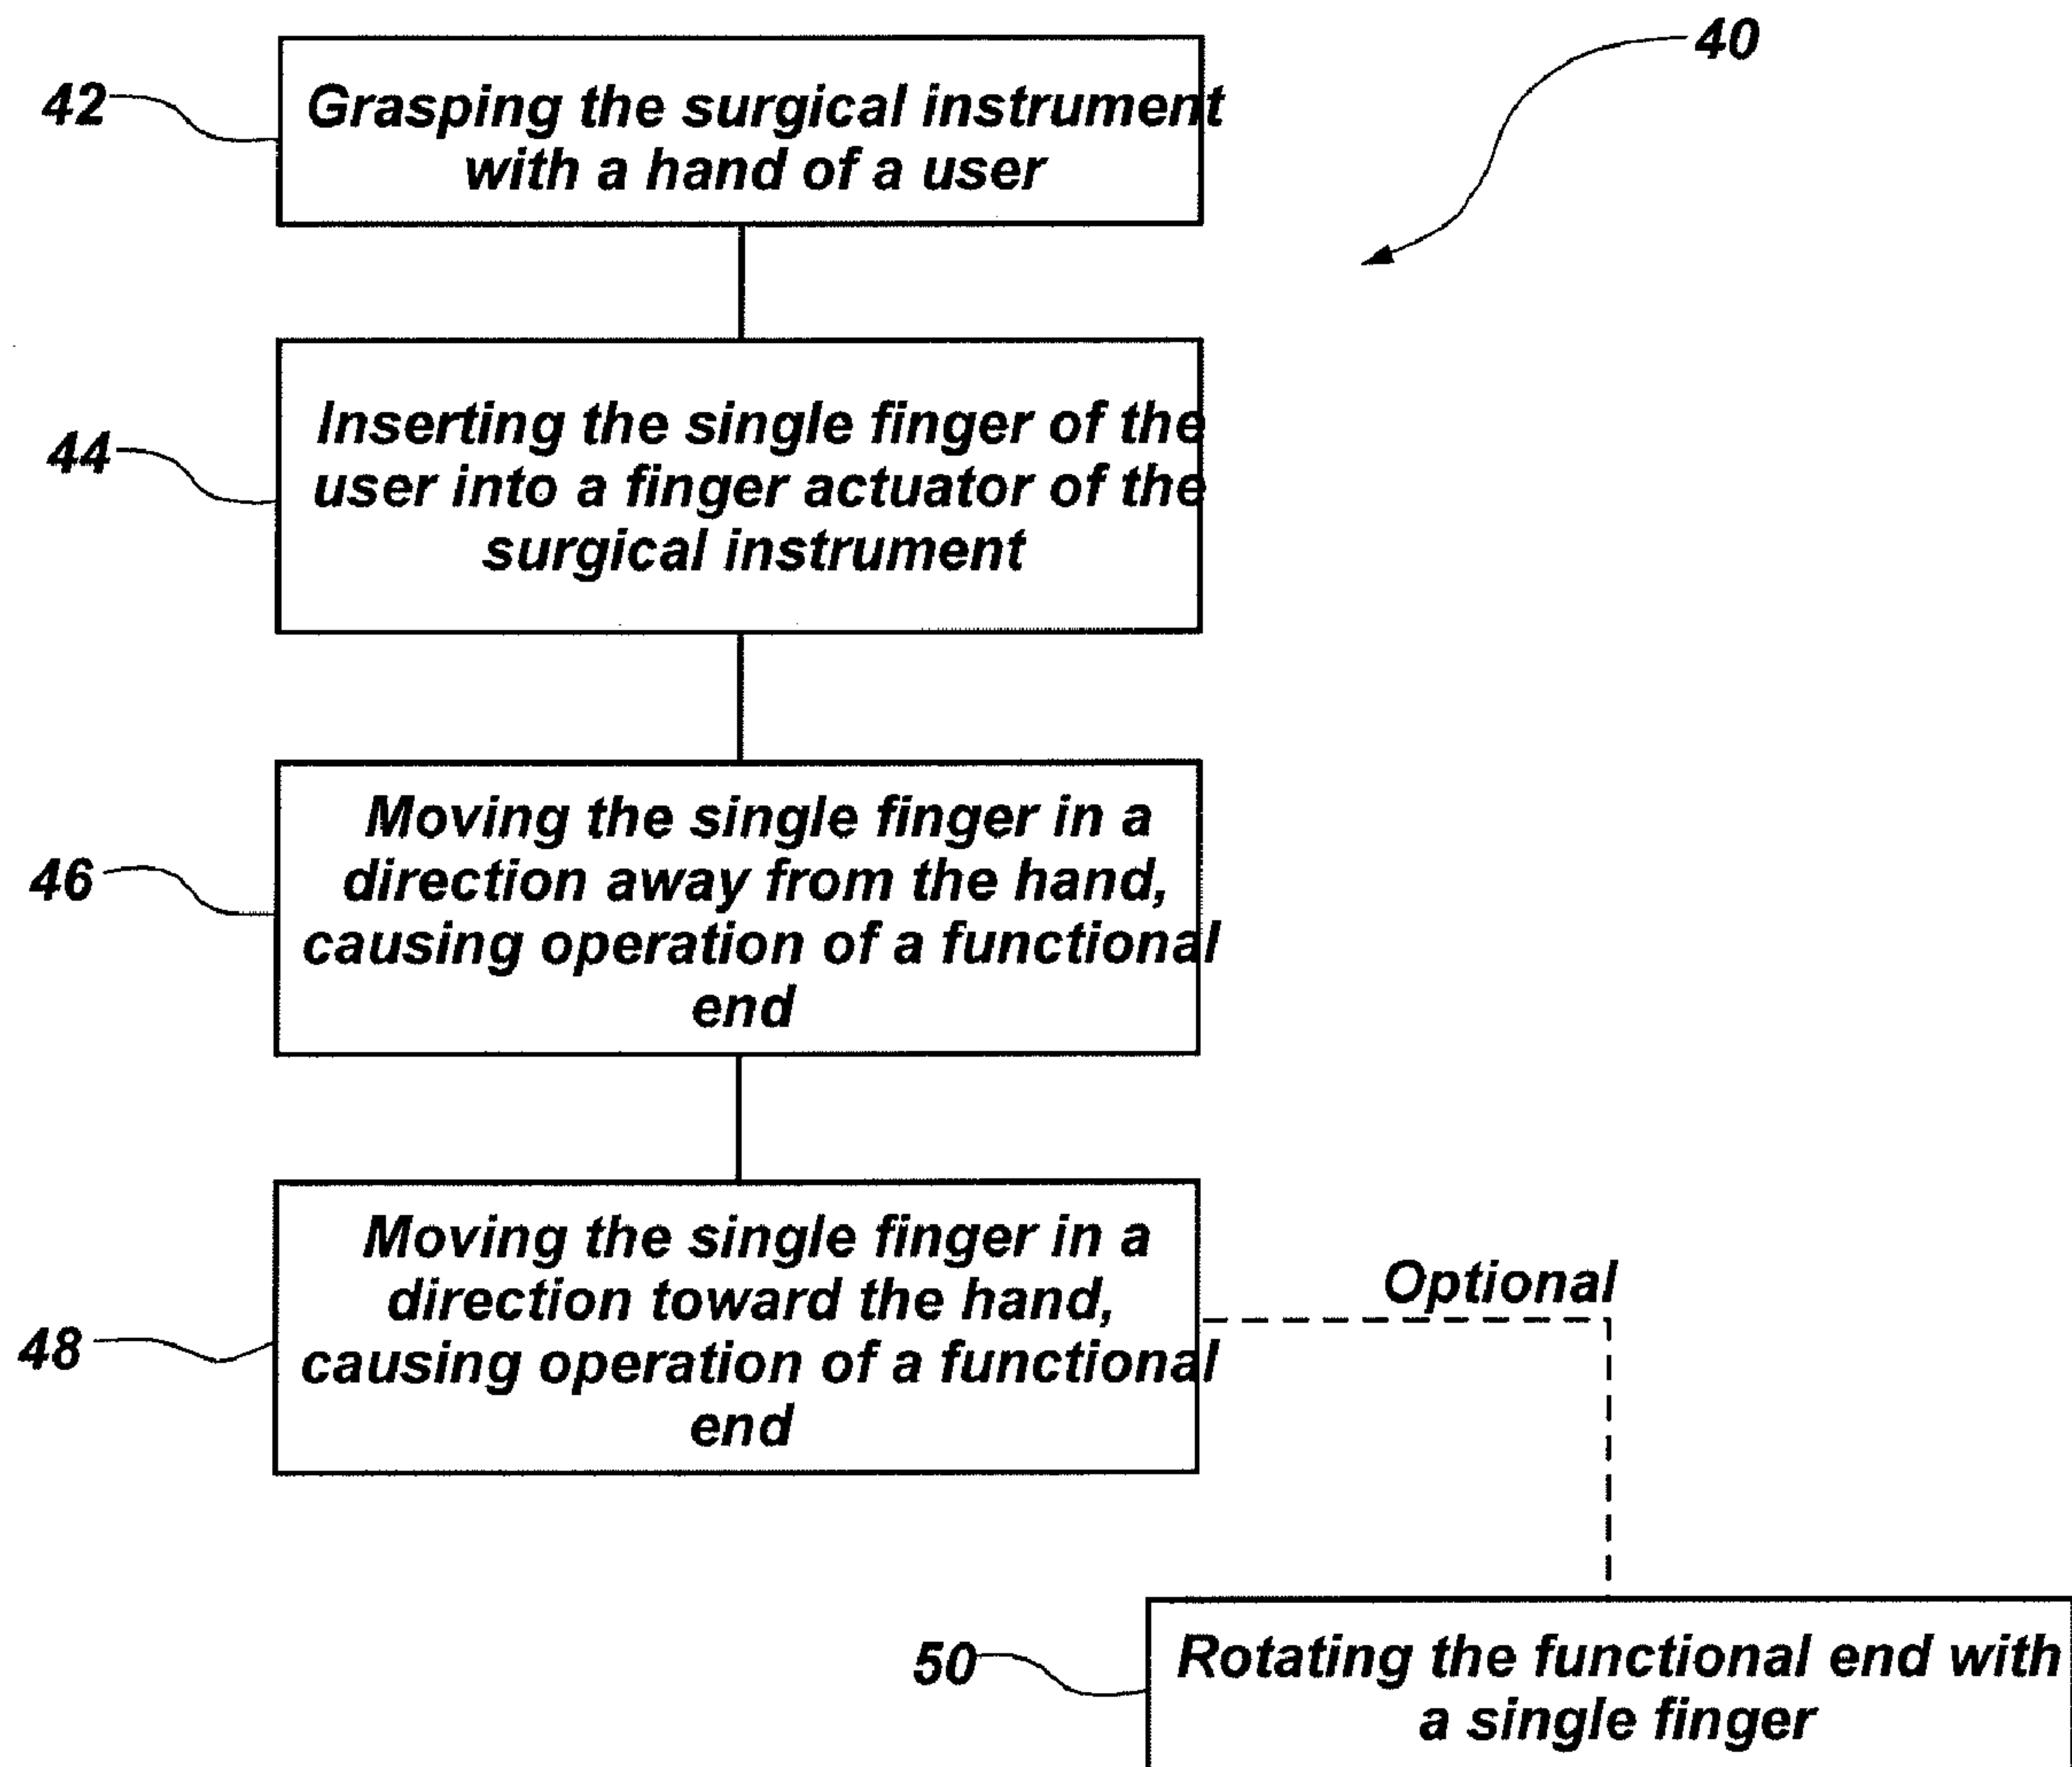 40
42
Grasping the surgical instrument
with a hand of a user
44
Inserting the single finger of the
user into a finger actuator of the
surgical instrument
46
Moving the single finger in a
direction away from the hand,
causing operation of a functional
end
48
Moving the single finger in a
direction toward the hand,
causing operation of a functional
end
Optional
50
Rotating the functional end with
a single finger